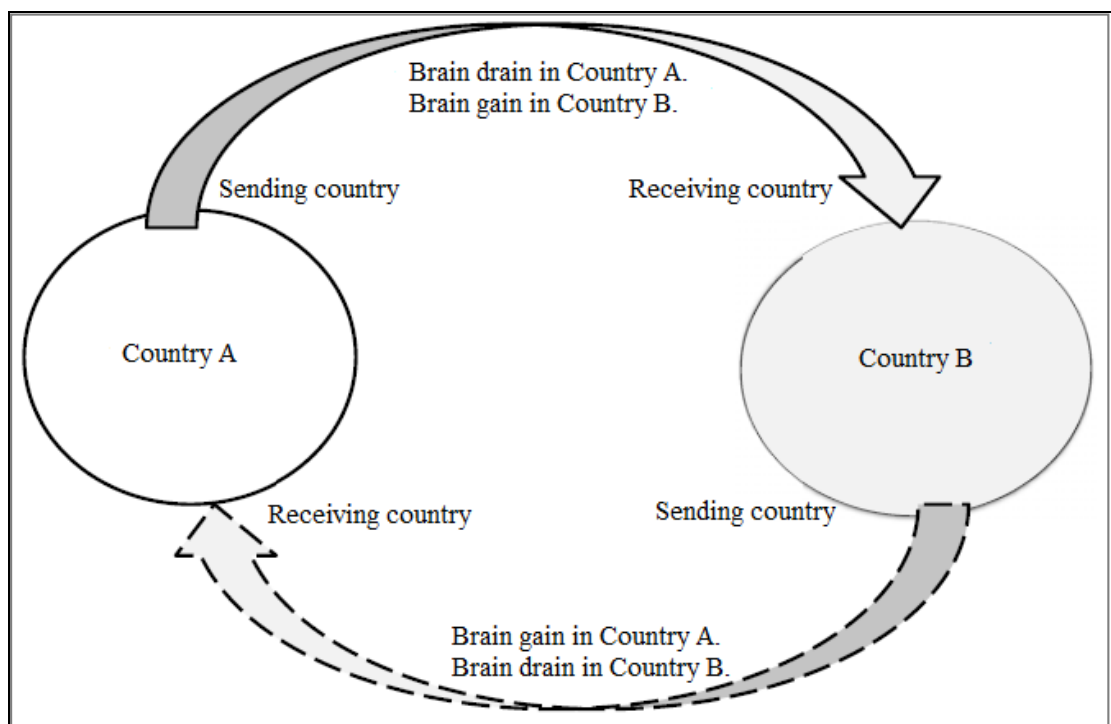 Brain drain in Country A.
Brain gain in Country B.
Sending country
Receiving country
Country A
Country B
Receiving country
Sending country
Brain gain in Country A.
Brain drain in Country B.